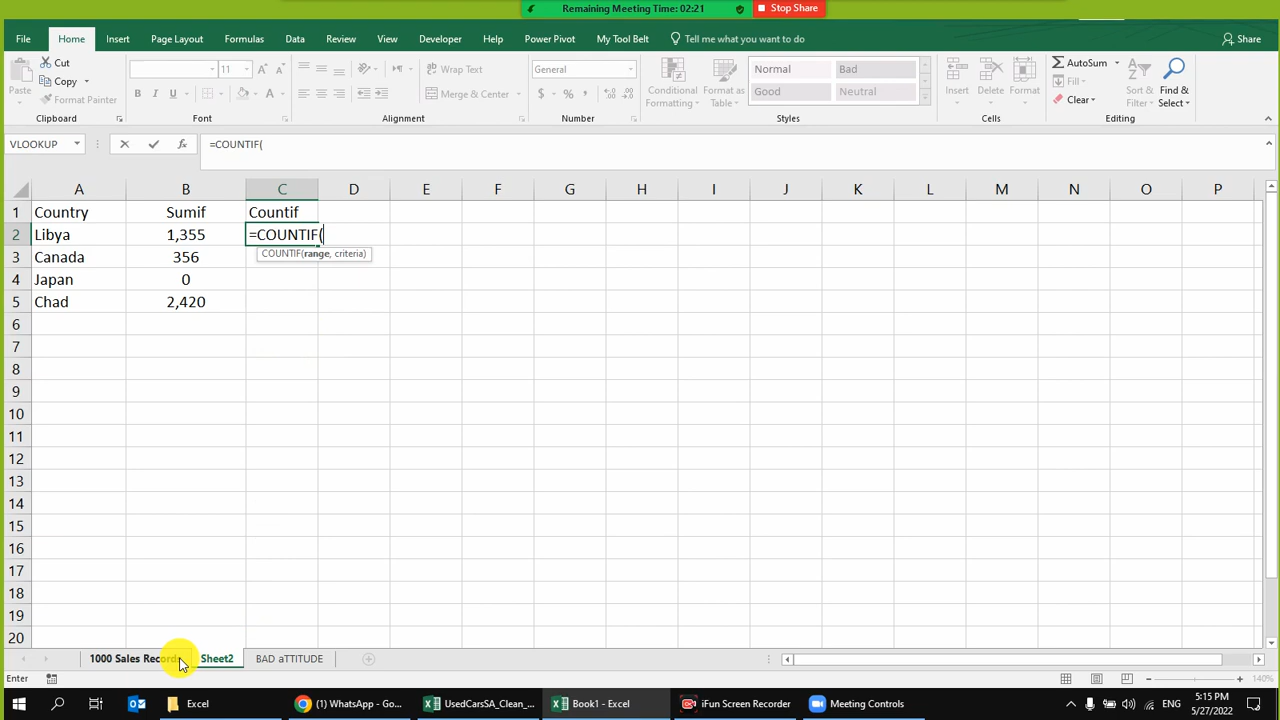 Remaining Meeting Time: 02:21 Stop Share
File Home Insert Page Layout Formulas Data Review View Developer Help Power Pivot My Tool Belt Tell me what you want to do Share
Paste Cut Copy Format Painter
11
Wrap Text Merge & Center
General
Conditional Formatting Format as Table
Normal Bad Good Neutral
Insert Delete Format
AutoSum Fill Clear
Sort & Filter Find & Select
Clipboard Font Alignment Number Styles Cells Editing
VLOOKUP =COUNTIF(
A B C D E F G H I J K L M N O P
1 Country Sumif Countif
2 Libya 1,355 =COUNTIF(
COUNTIF(range, criteria)
3 Canada 356
4 Japan 0
5 Chad 2,420
6
7
8
9
10
11
12
13
14
15
16
17
18
19
20
1000 Sales Record Sheet2 BAD aTTITUDE
Enter 140%
Excel (1) WhatsApp - Go... UsedCarsSA_Clean_... Book1 - Excel iFun Screen Recorder Meeting Controls ENG 5:15 PM
5/27/2022